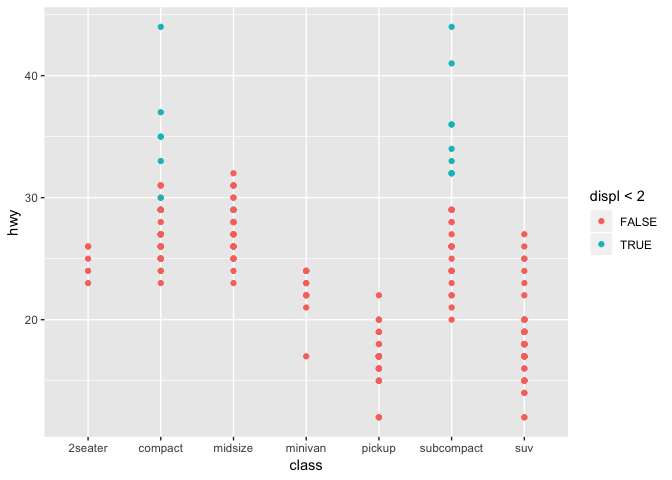 40
30
20
hwy
2seater compact midsize minivan pickup subcompact suv
class
displ < 2
FALSE
TRUE